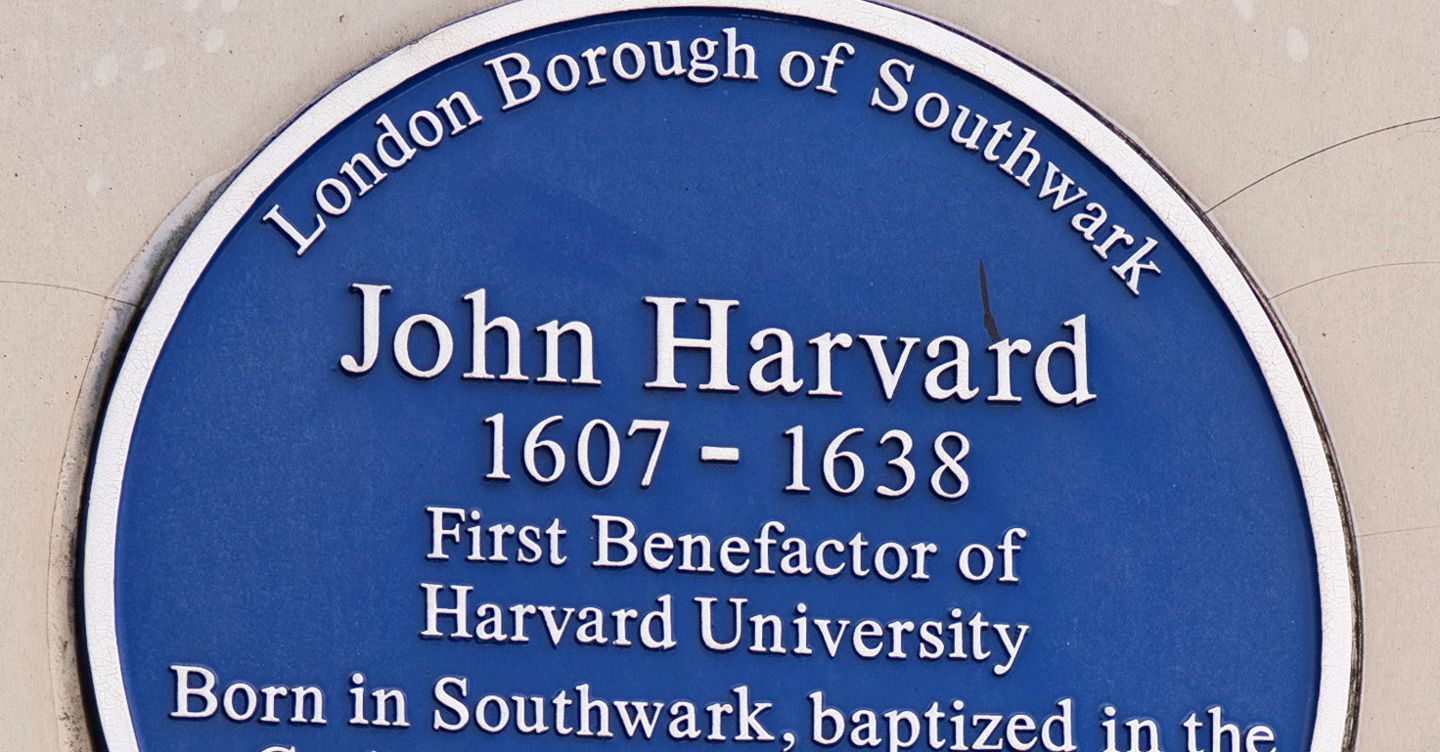 London Borough of Southwark
John Harvard
1607 - 1638
First Benefactor of
Harvard University
Born in Southwark, baptized in the